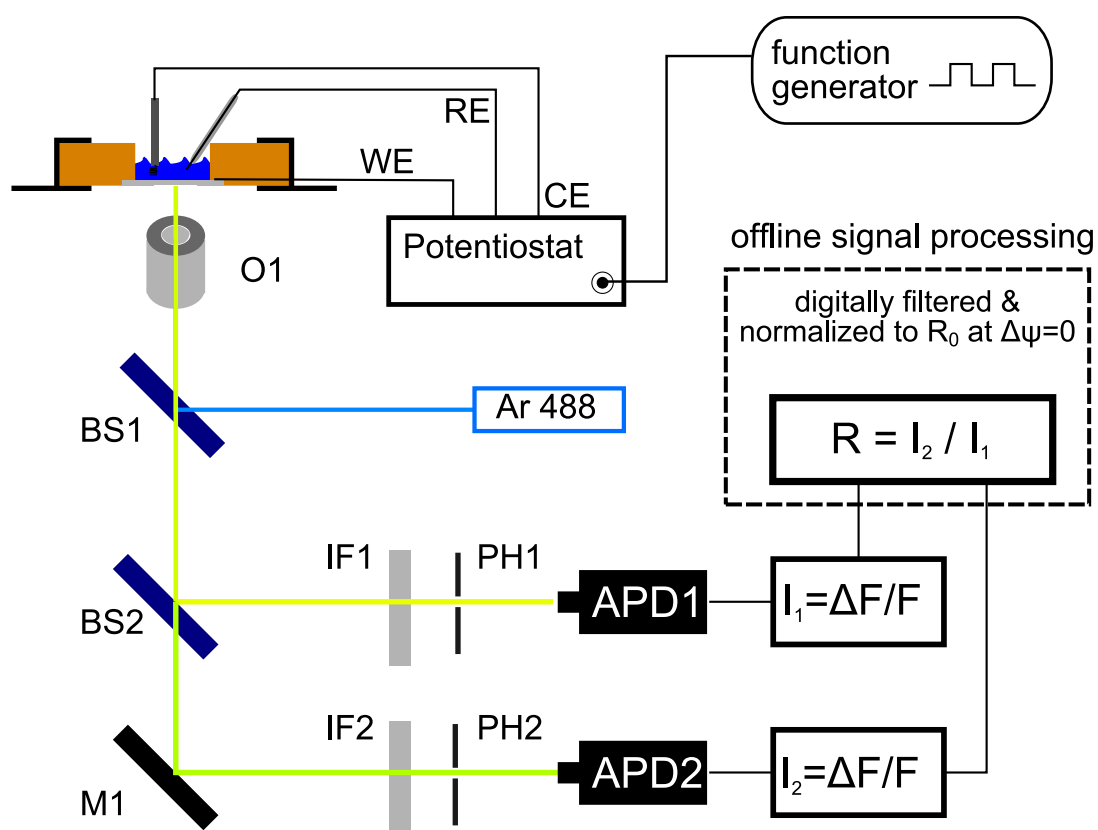 function
generator
RE
WE
CE
Potentiostat
O1
offline signal processing
digitally filtered &
normalized to R₀ at Δψ=0
Ar 488
BS1
R = I₂ / I₁
IF1
PH1
APD1
I₁=ΔF/F
BS2
IF2
PH2
APD2
I₂=ΔF/F
M1